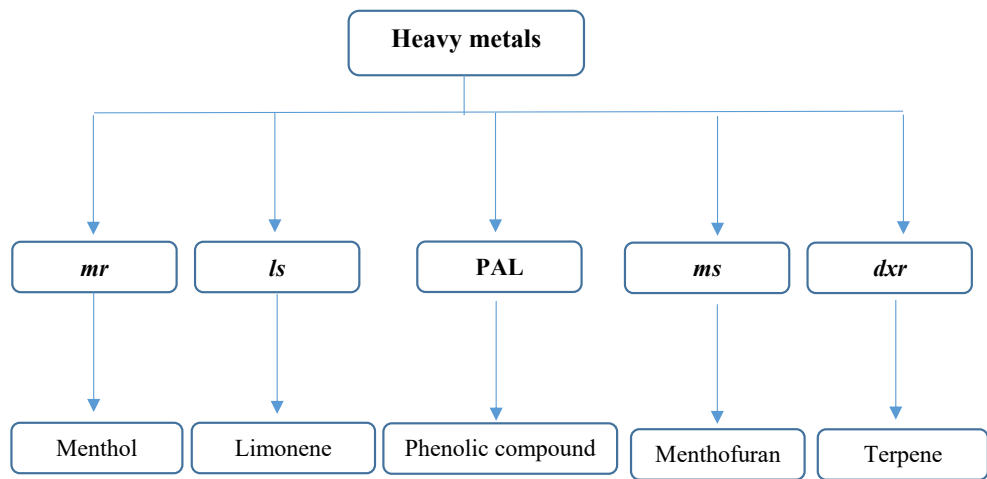 Heavy metals
mr
ls
PAL
ms
dxr
Menthol
Limonene
Phenolic compound
Menthofuran
Terpene